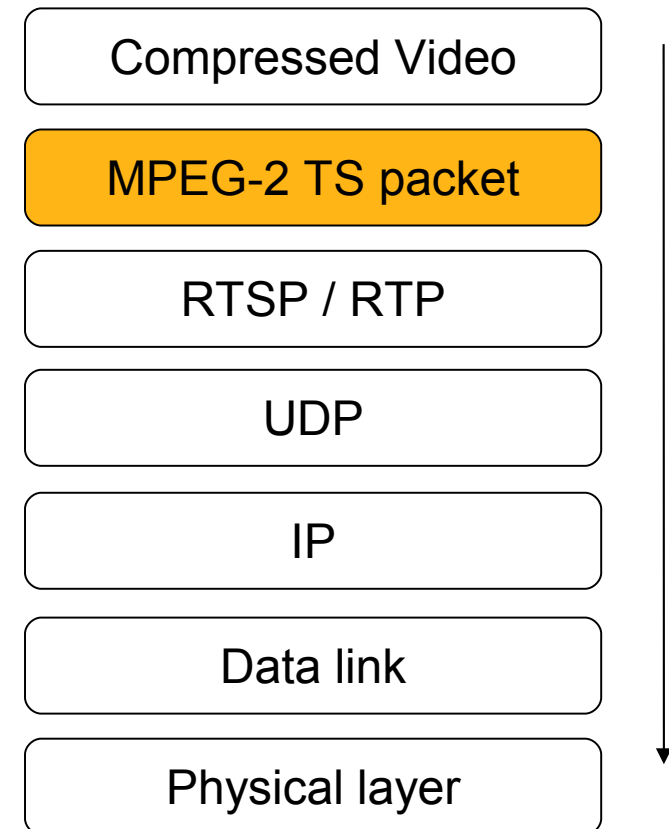 Compressed Video
MPEG-2 TS packet
RTSP / RTP
UDP
IP
Data link
Physical layer